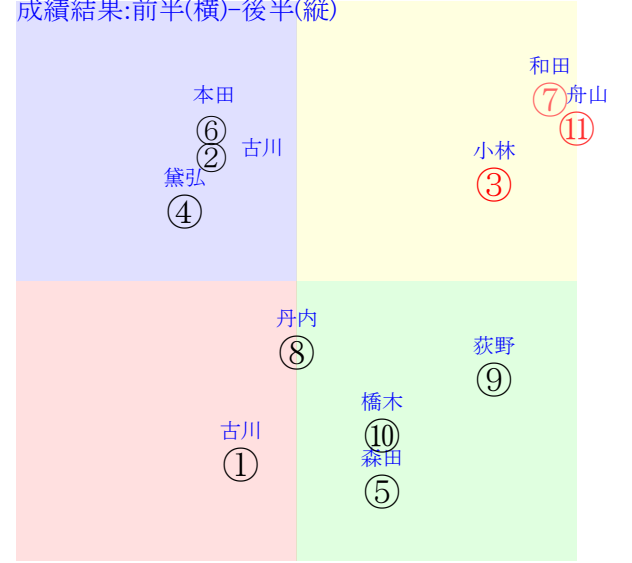 成績結果:前半(横)-後半(縦)
和田
⑦
舟山
⑪
本田
⑥
②
古川
小林
③
黛弘
④
丹内
⑧
荻野
⑨
橋木
⑩
古川
①
森田
⑤